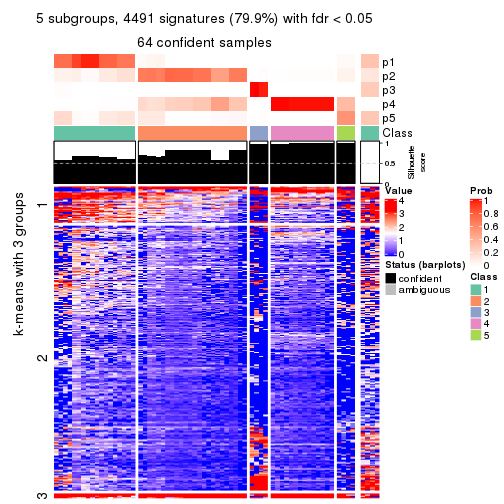 5 subgroups, 4491 signatures (79.9%) with fdr < 0.05
64 confident samples
p1
p2
p3
p4
p5
Class
1
0.5
0
Silhouette
score
k-means with 3 groups
1
2
3
Value
4
3
2
1
0
Status (barplots)
confident
ambiguous
Prob
1
0.8
0.6
0.4
0.2
0
Class
1
2
3
4
5